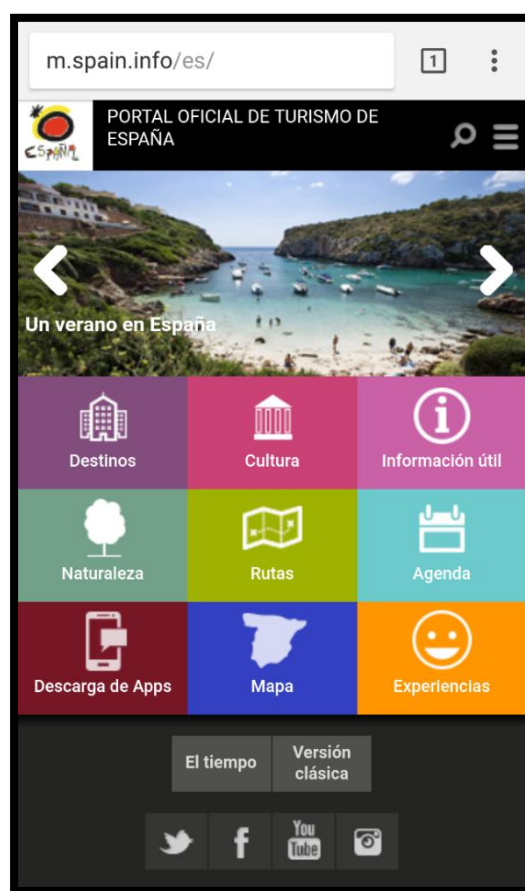 m.spain.info/es/
1
PORTAL OFICIAL DE TURISMO DE
ESPAÑA
ESPAÑA
Un verano en España
Destinos
Cultura
Información útil
Naturaleza
Rutas
Agenda
Descarga de Apps
Mapa
Experiencias
El tiempo
Versión
clásica
f
You
Tube